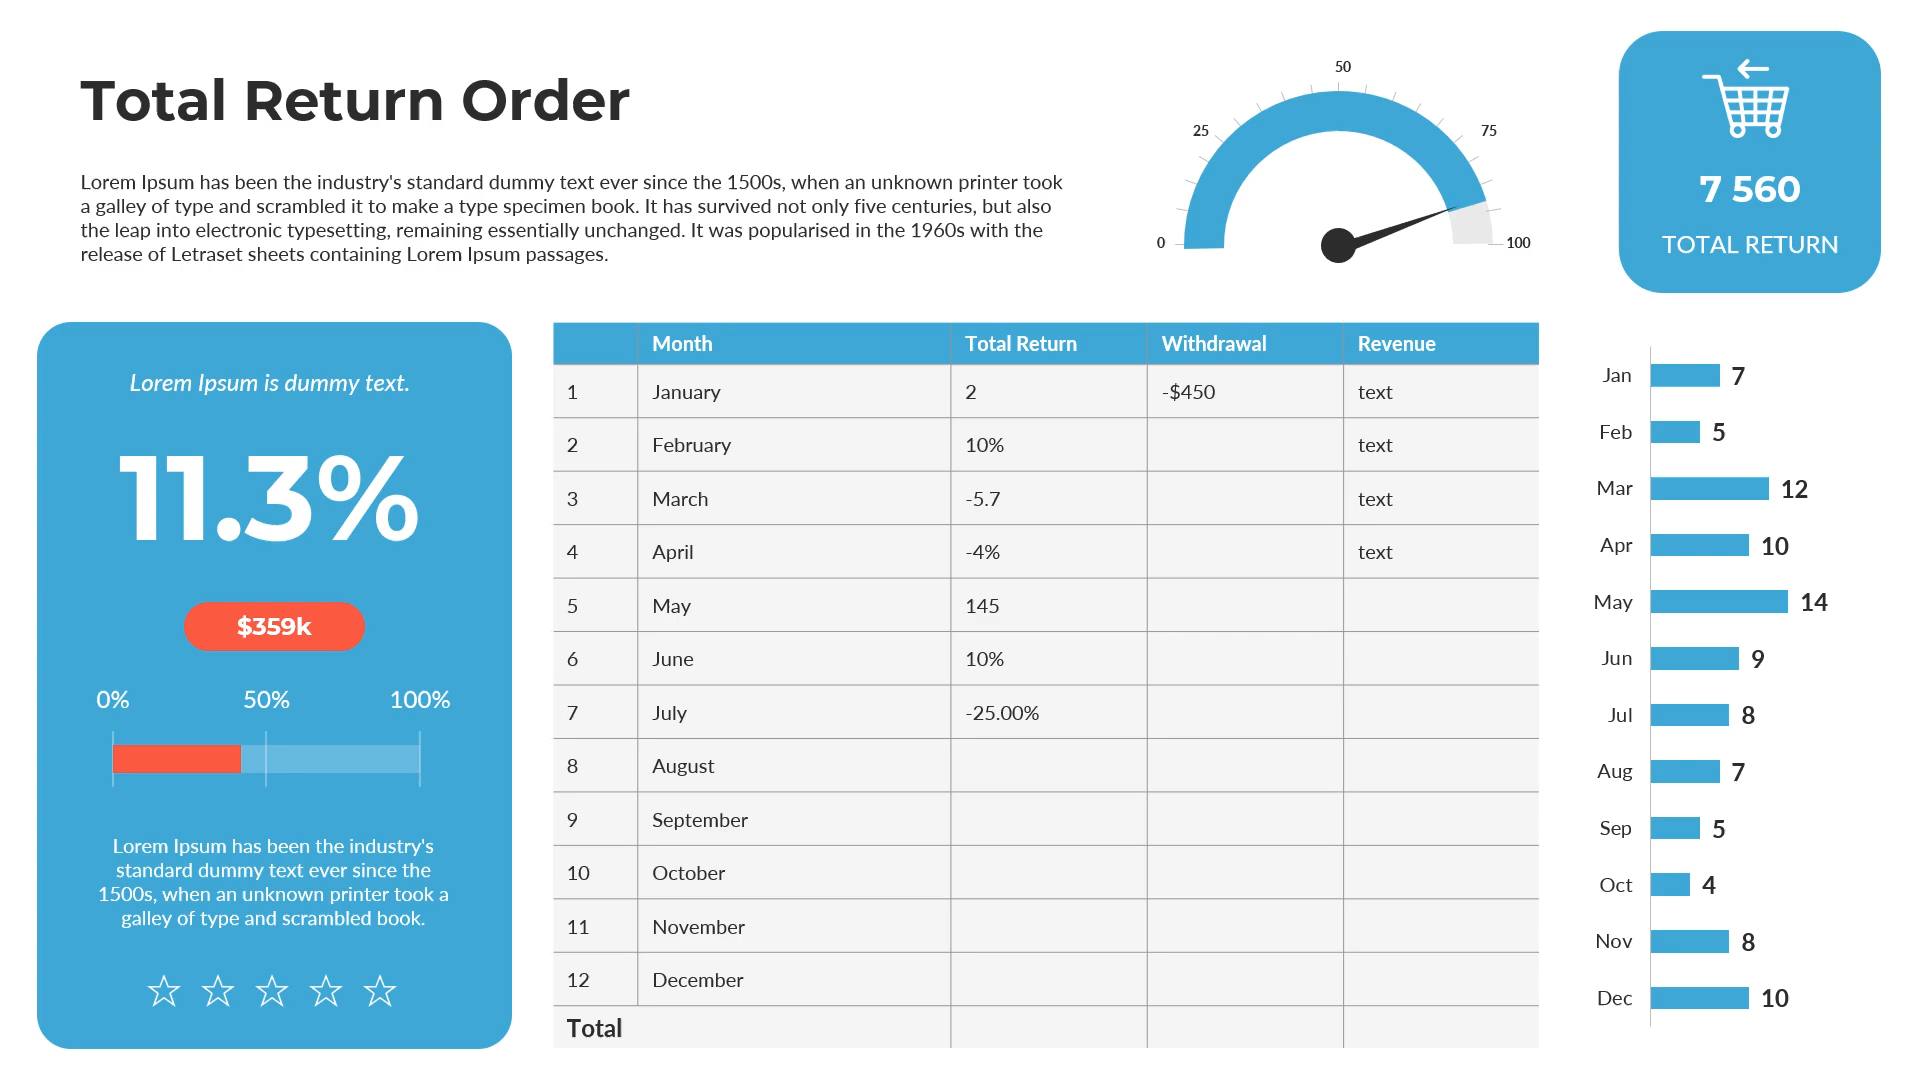 Total Return Order
Lorem Ipsum has been the industry's standard dummy text ever since the 1500s, when an unknown printer took
a galley of type and scrambled it to make a type specimen book. It has survived not only five centuries, but also
the leap into electronic typesetting, remaining essentially unchanged. It was popularised in the 1960s with the
release of Letraset sheets containing Lorem Ipsum passages.
0
25
50
75
100
7 560
TOTAL RETURN
Lorem Ipsum is dummy text.
11.3%
$359k
0% 50% 100%
Lorem Ipsum has been the industry's
standard dummy text ever since the
1500s, when an unknown printer took a
galley of type and scrambled book.
Month Total Return Withdrawal Revenue
1 January 2 -$450 text
2 February 10% text
3 March -5.7 text
4 April -4% text
5 May 145
6 June 10%
7 July -25.00%
8 August
9 September
10 October
11 November
12 December
Total
Jan 7
Feb 5
Mar 12
Apr 10
May 14
Jun 9
Jul 8
Aug 7
Sep 5
Oct 4
Nov 8
Dec 10